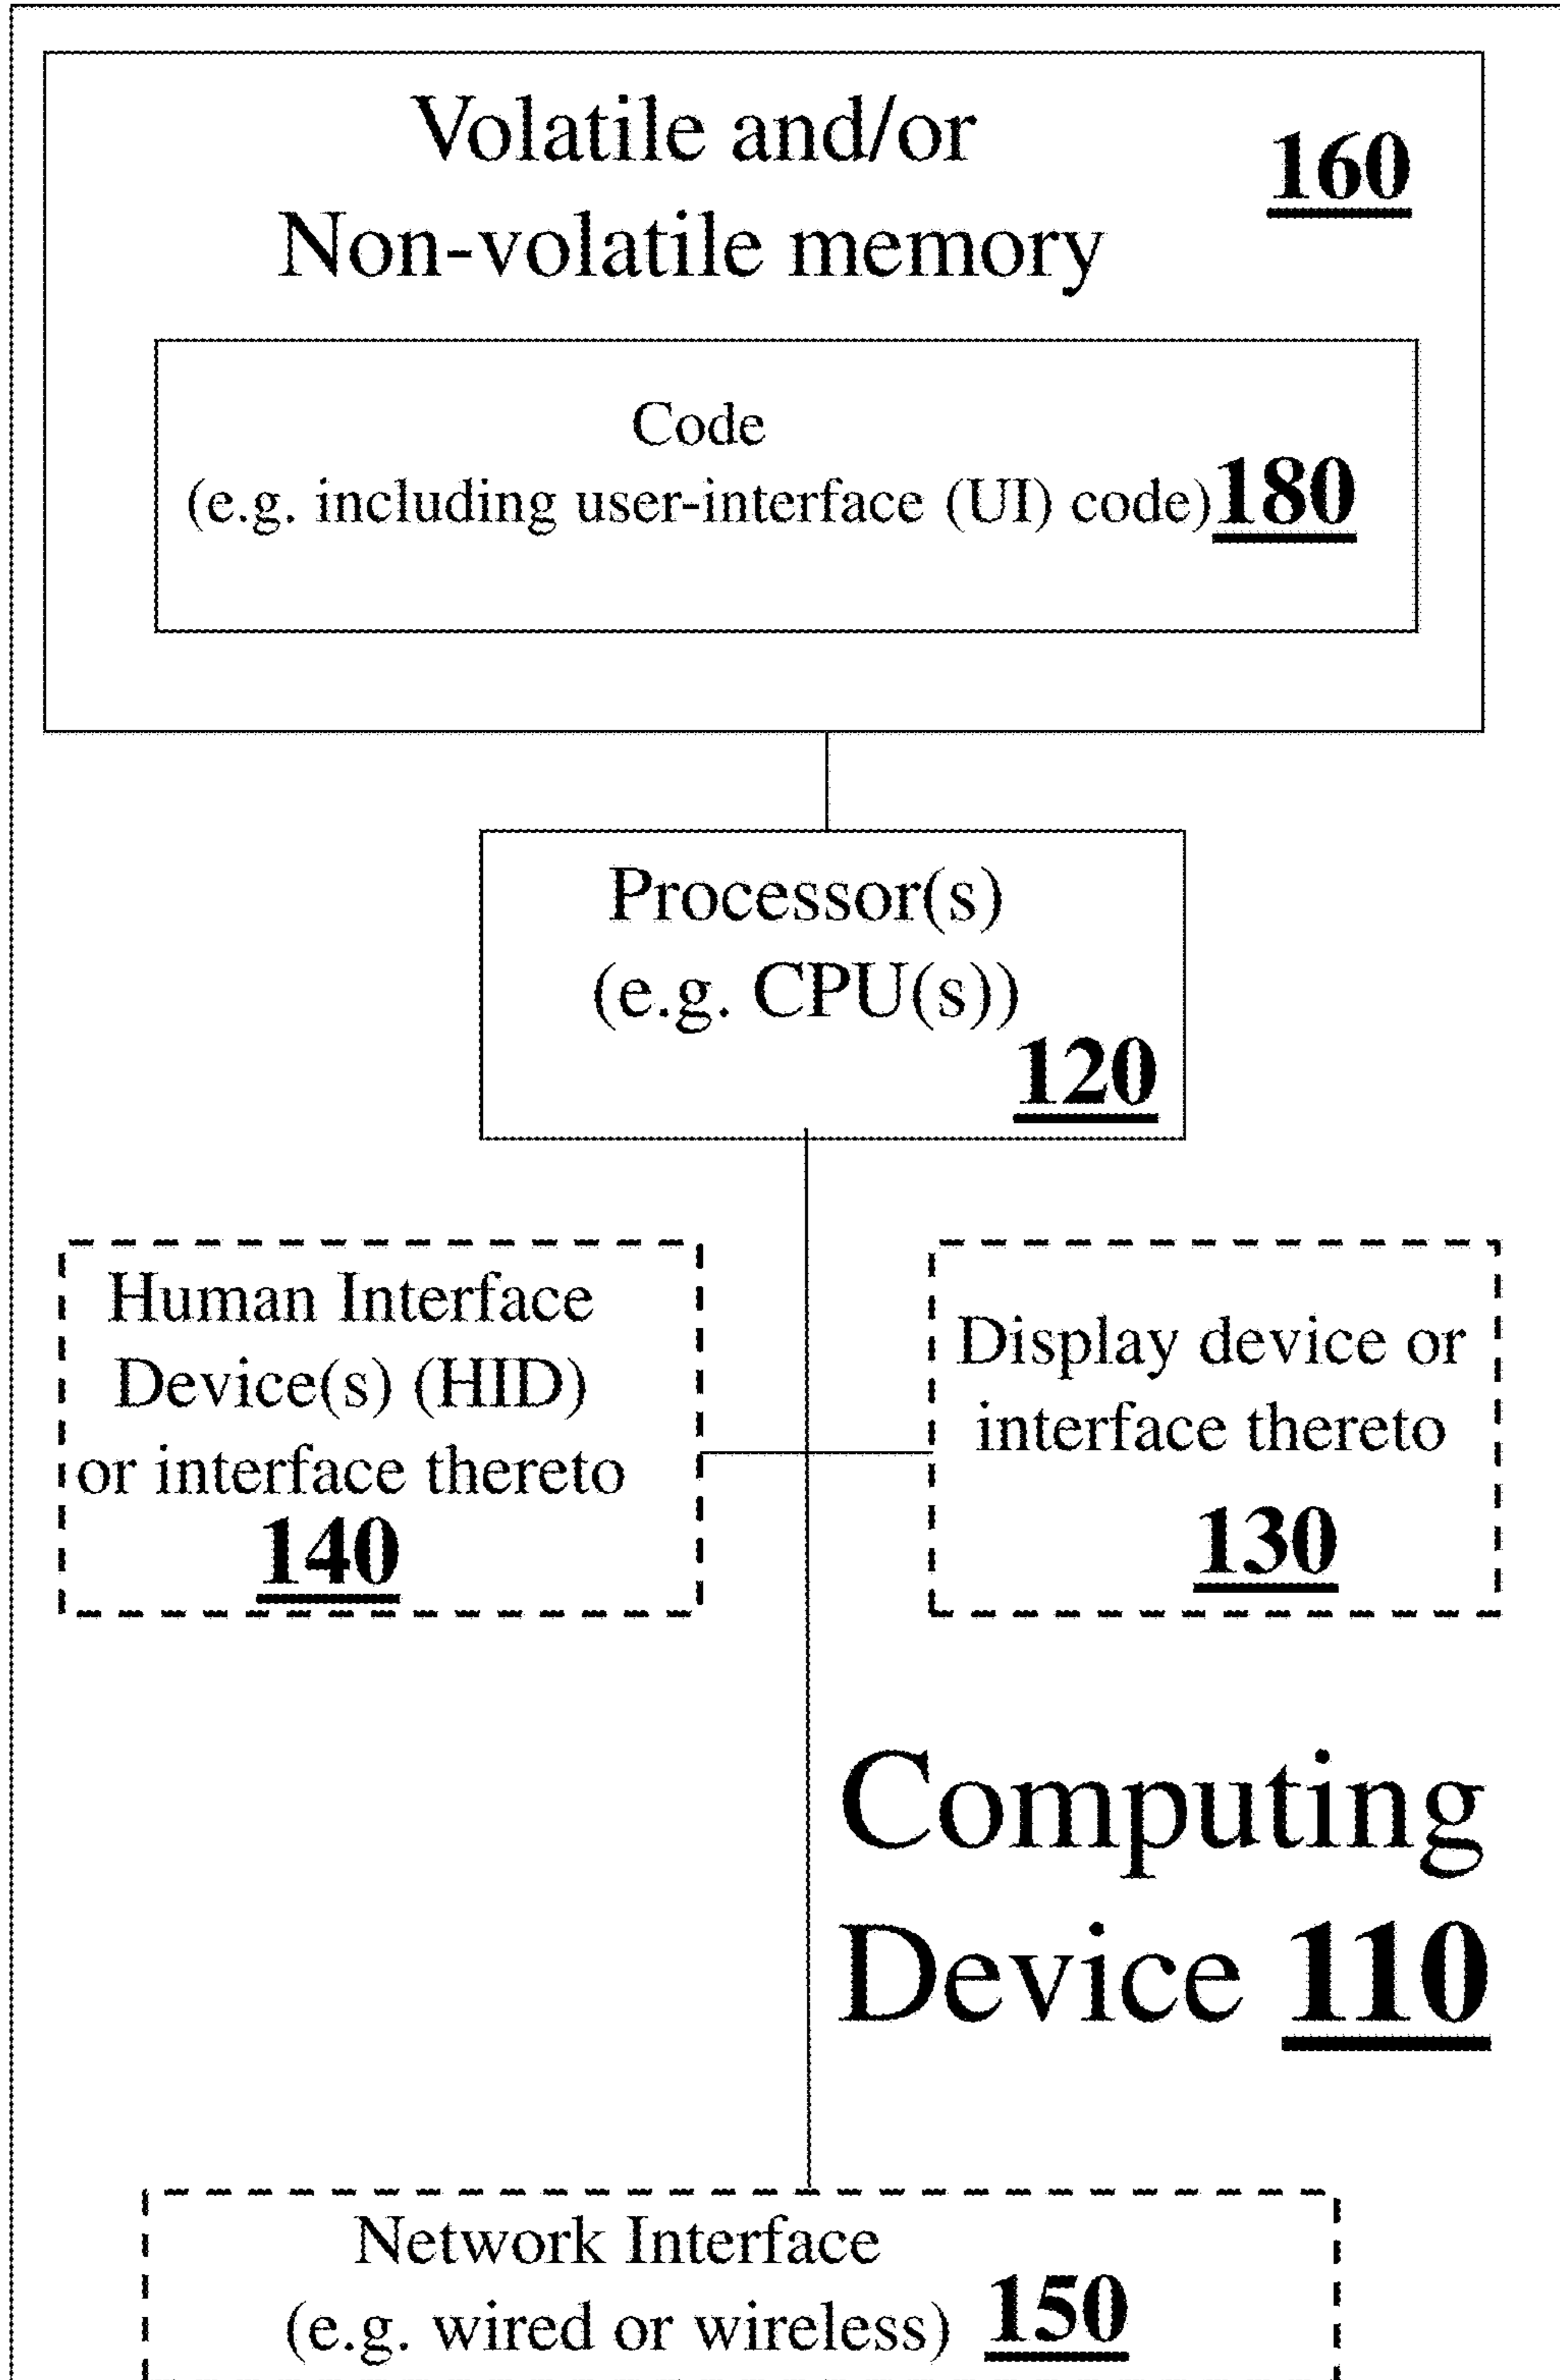 Volatile and/or
Non-volatile memory
160
Code
(e.g. including user-interface (UI) code)180
Processor(s)
(e.g. CPU(s))
120
Human Interface
Device(s) (HID)
or interface thereto
140
Display device or
interface thereto
130
Computing
Device 110
Network Interface
(e.g. wired or wireless) 150